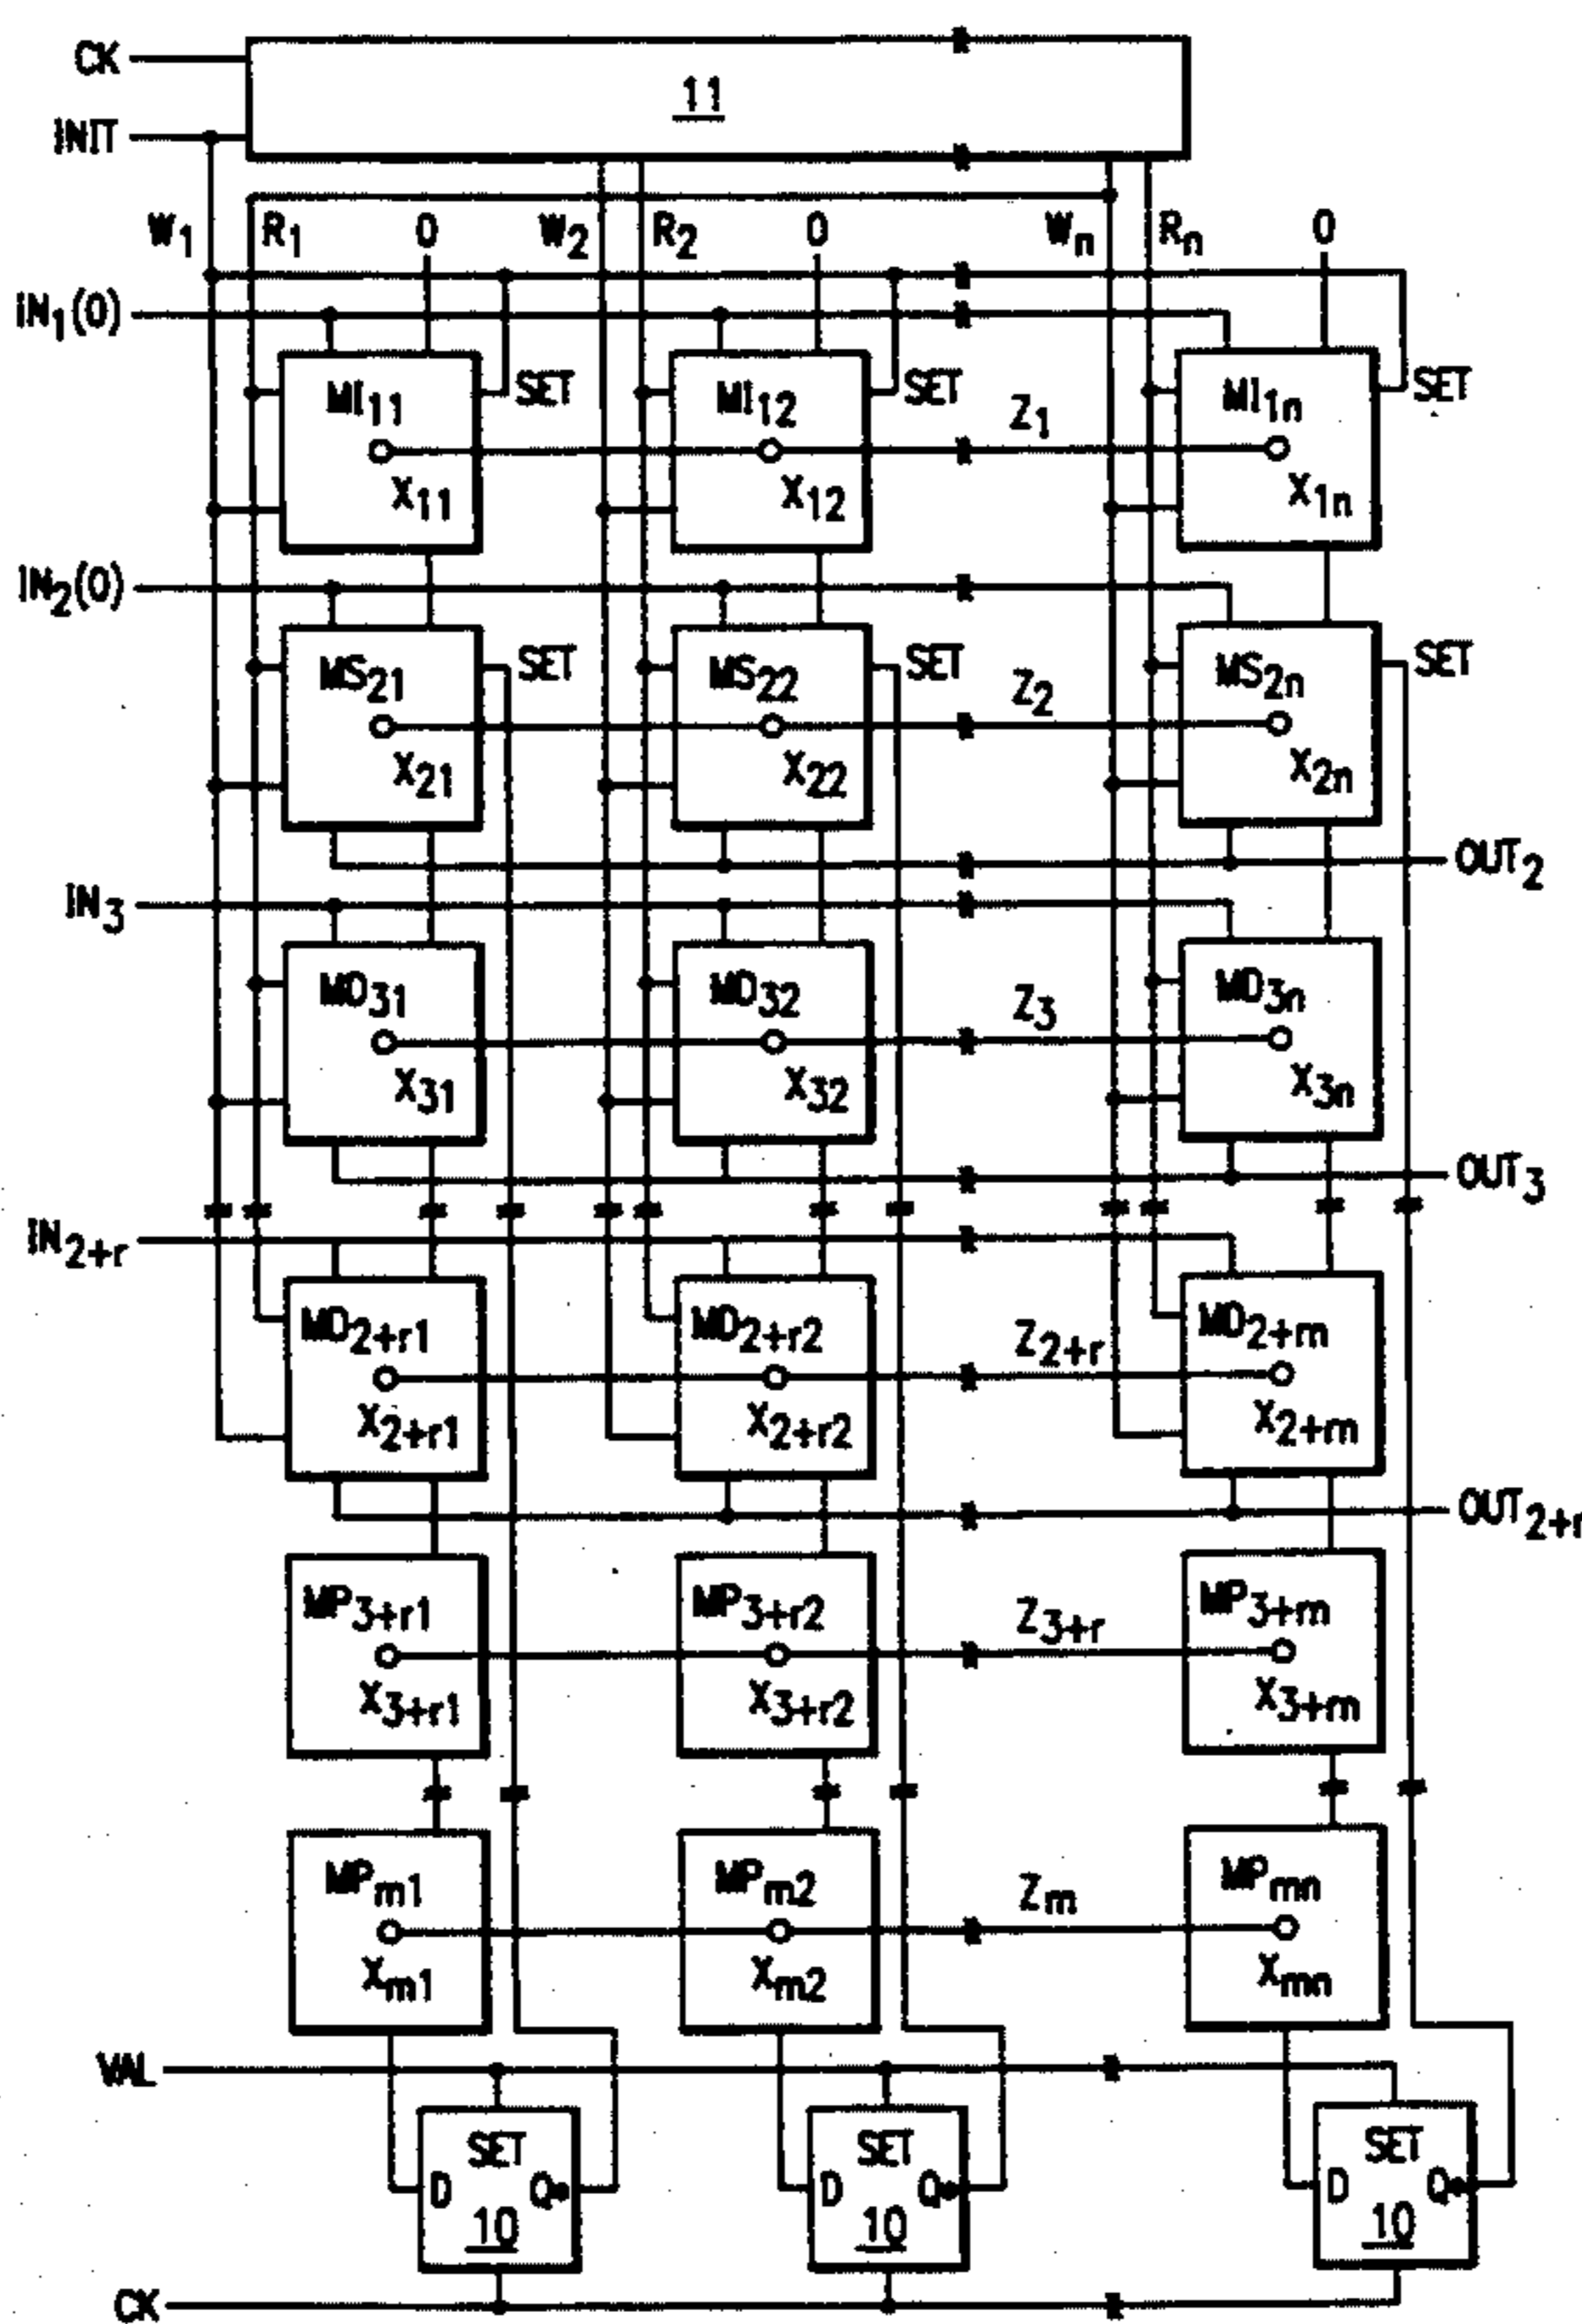 CK
11
INIT
W1 R1 0 W2 R2 0 Wn Rn 0
IN1(0)
MI11 SET MI12 SET MI1n SET
Z1
X11 X12 X1n
IN2(0)
MS21 SET MS22 SET MS2n SET
Z2
X21 X22 X2n
OUT2
IN3
MD31 MD32 MD3n
Z3
X31 X32 X3n
OUT3
IN2+r
MD2+r1 MD2+r2 MD2+rn
Z2+r
X2+r1 X2+r2 X2+rn
OUT2+r
MP3+r1 MP3+r2 MP3+rn
Z3+r
X3+r1 X3+r2 X3+rn
MPm1 MPm2 MPmn
Zm
Xm1 Xm2 Xmn
VAL
SET SET SET
D Q D Q D Q
10 10 10
CK